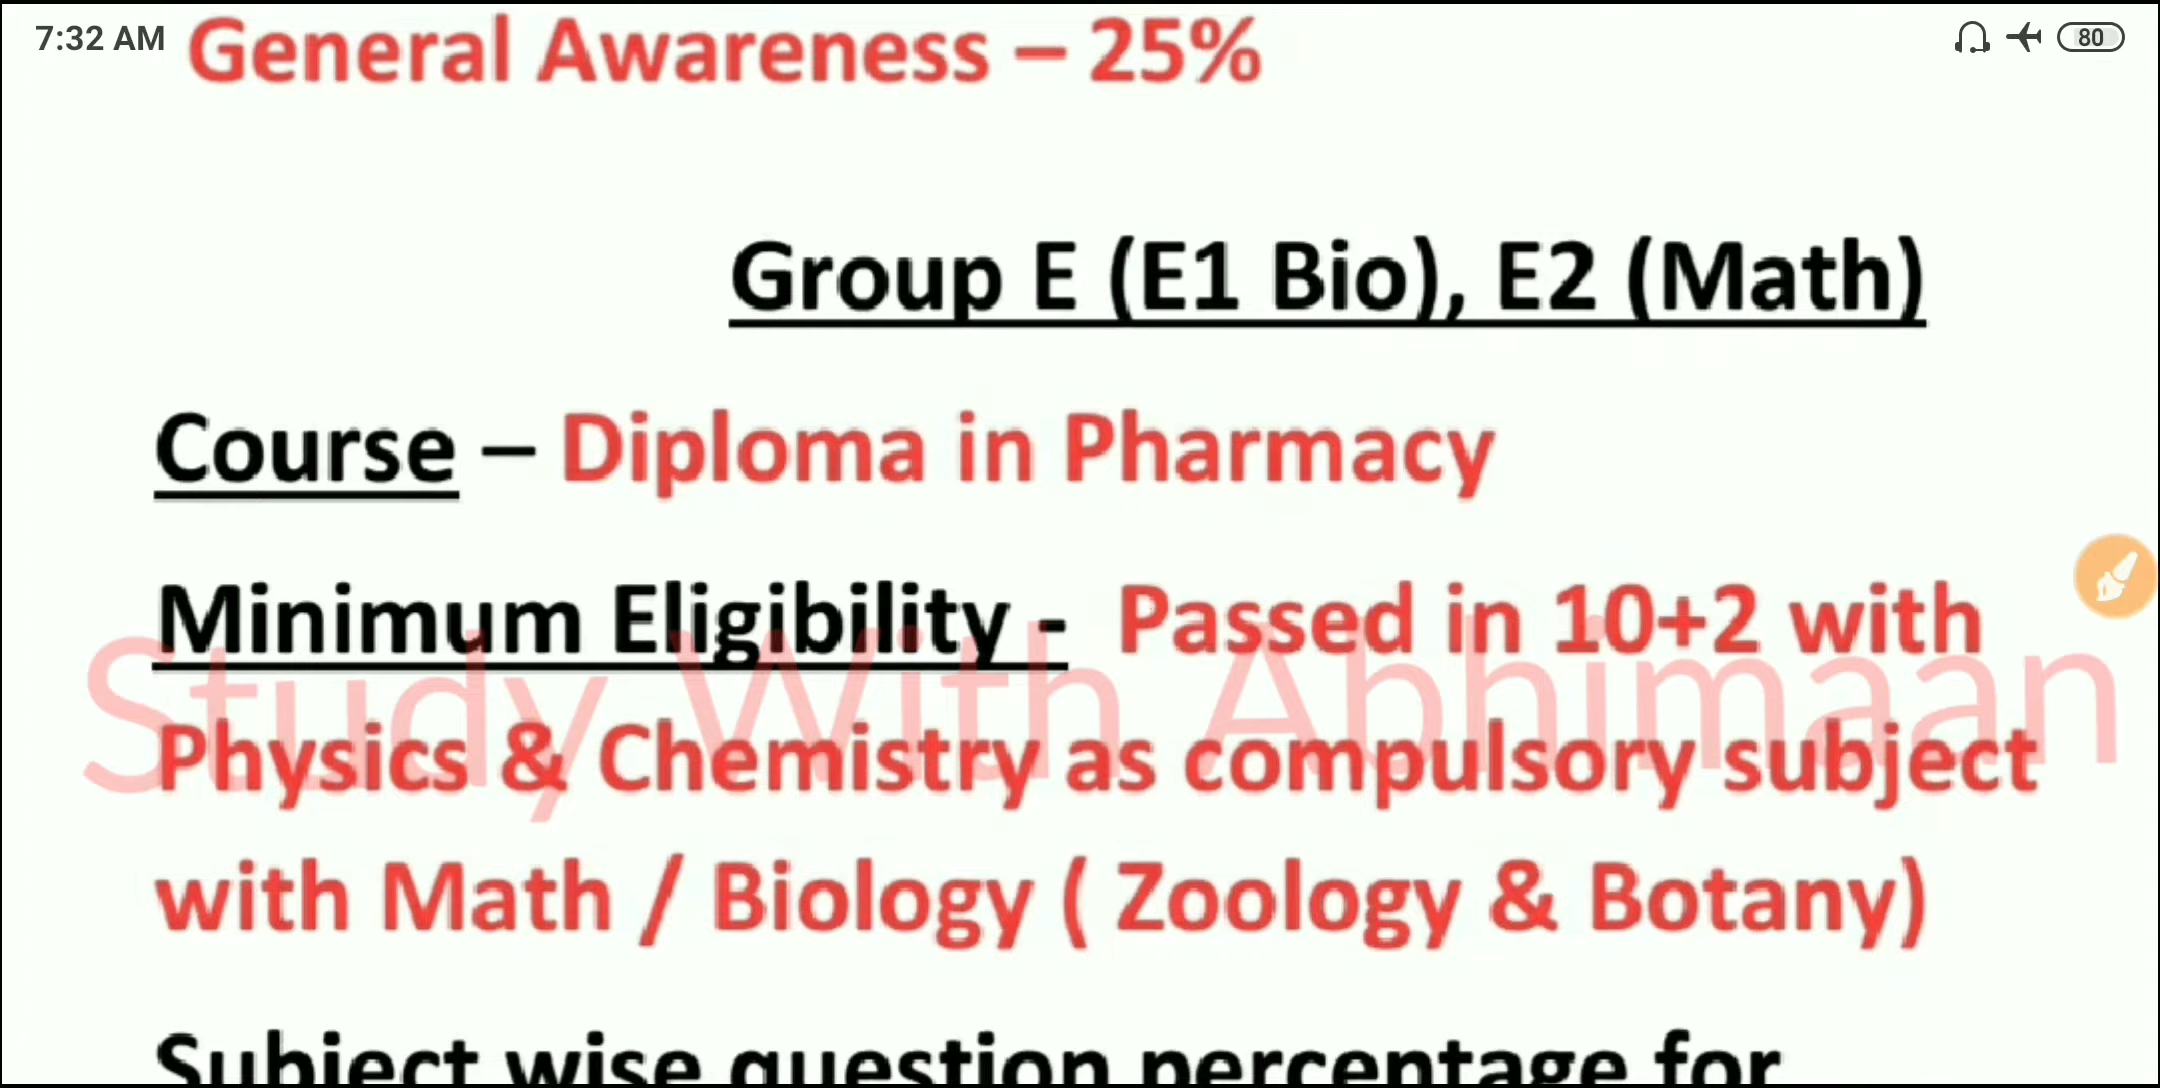 7:32 AM
80
General Awareness – 25%
Group E (E1 Bio), E2 (Math)
Course – Diploma in Pharmacy
Minimum Eligibility - Passed in 10+2 with
Study With Abhimaan
Physics & Chemistry as compulsory subject
with Math / Biology ( Zoology & Botany)
Subject wise question percentage for